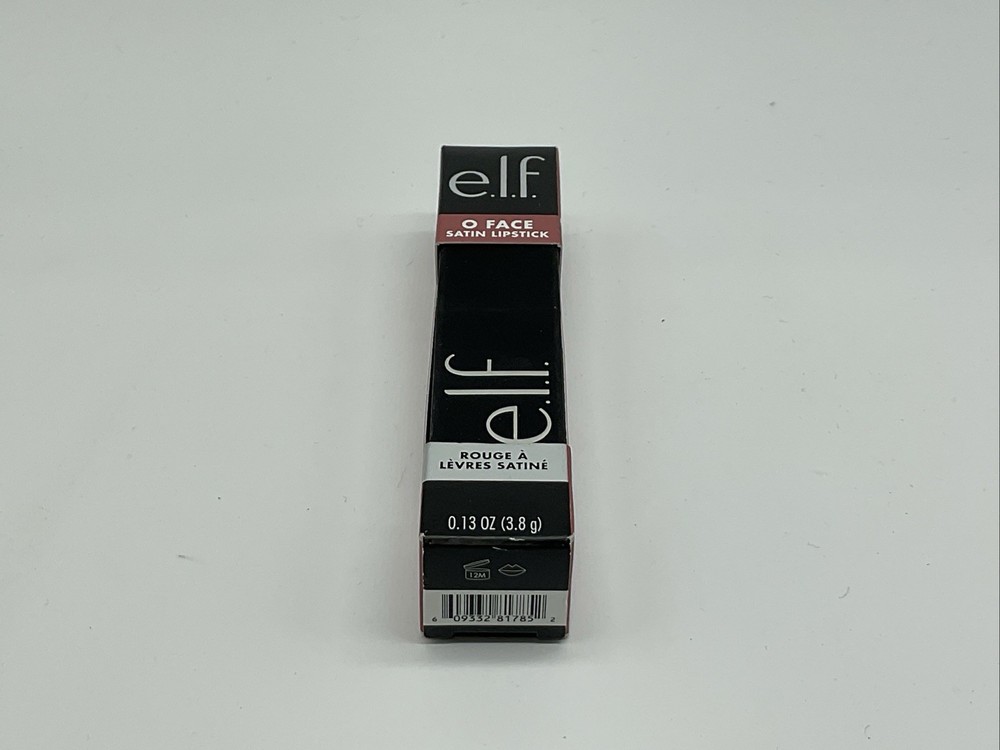 e.l.f.
O FACE
SATIN LIPSTICK
e.l.f.
ROUGE À
LÈVRES SATINÉ
0.13 OZ (3.8 g)
12M
6 09332 81785 2